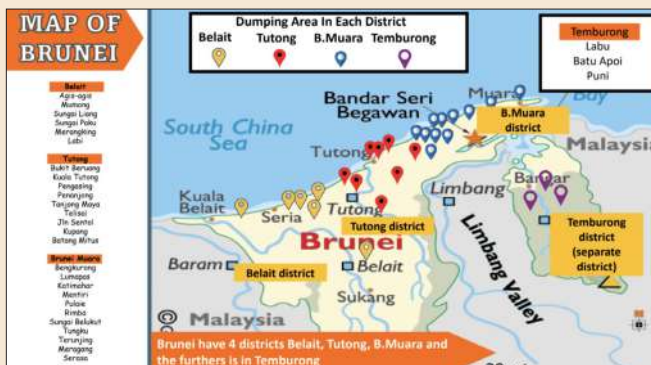 MAP OF
BRUNEI
Belait
Agis-agis
Mumong
Sungai Liang
Sungai Paku
Merangking
Labi
Tutong
Bukit Beruang
Kuala Tutong
Pengasing
Penanjong
Tanjong Maya
Telisai
Jln Sentol
Kupang
Batang Mitus
Brunei Muara
Bengkurong
Lumapas
Katimahar
Mentiri
Pulaie
Rimba
Sungai Belukut
Tungku
Terunjing
Meragang
Serasa
Dumping Area In Each District
Belait Tutong B.Muara Temburong
Temburong
Labu
Batu Apoi
Puni
Muara
Bay
Bandar Seri
Begawan
B.Muara
district
South China
Sea
Malaysia
Tutong
Kuala
Belait
Seria
Tutong
Limbang
Bangar
Tutong district
Brunei
Temburong
district
(separate
district)
Baram
Belait district
Belait
Limbang Valley
Sukang
©
Malaysia
Brunei have 4 districts Belait, Tutong, B.Muara and
the furthers is in Temburong